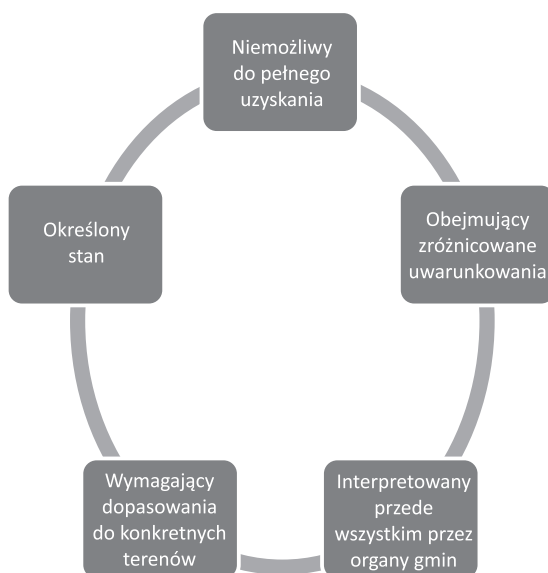 Niemożliwy
do pełnego
uzyskania
Obejmujący
zróżnicowane
uwarunkowania
Interpretowany
przede
wszystkim przez
organy gmin
Wymagający
dopasowania
do konkretnych
terenów
Określony
stan